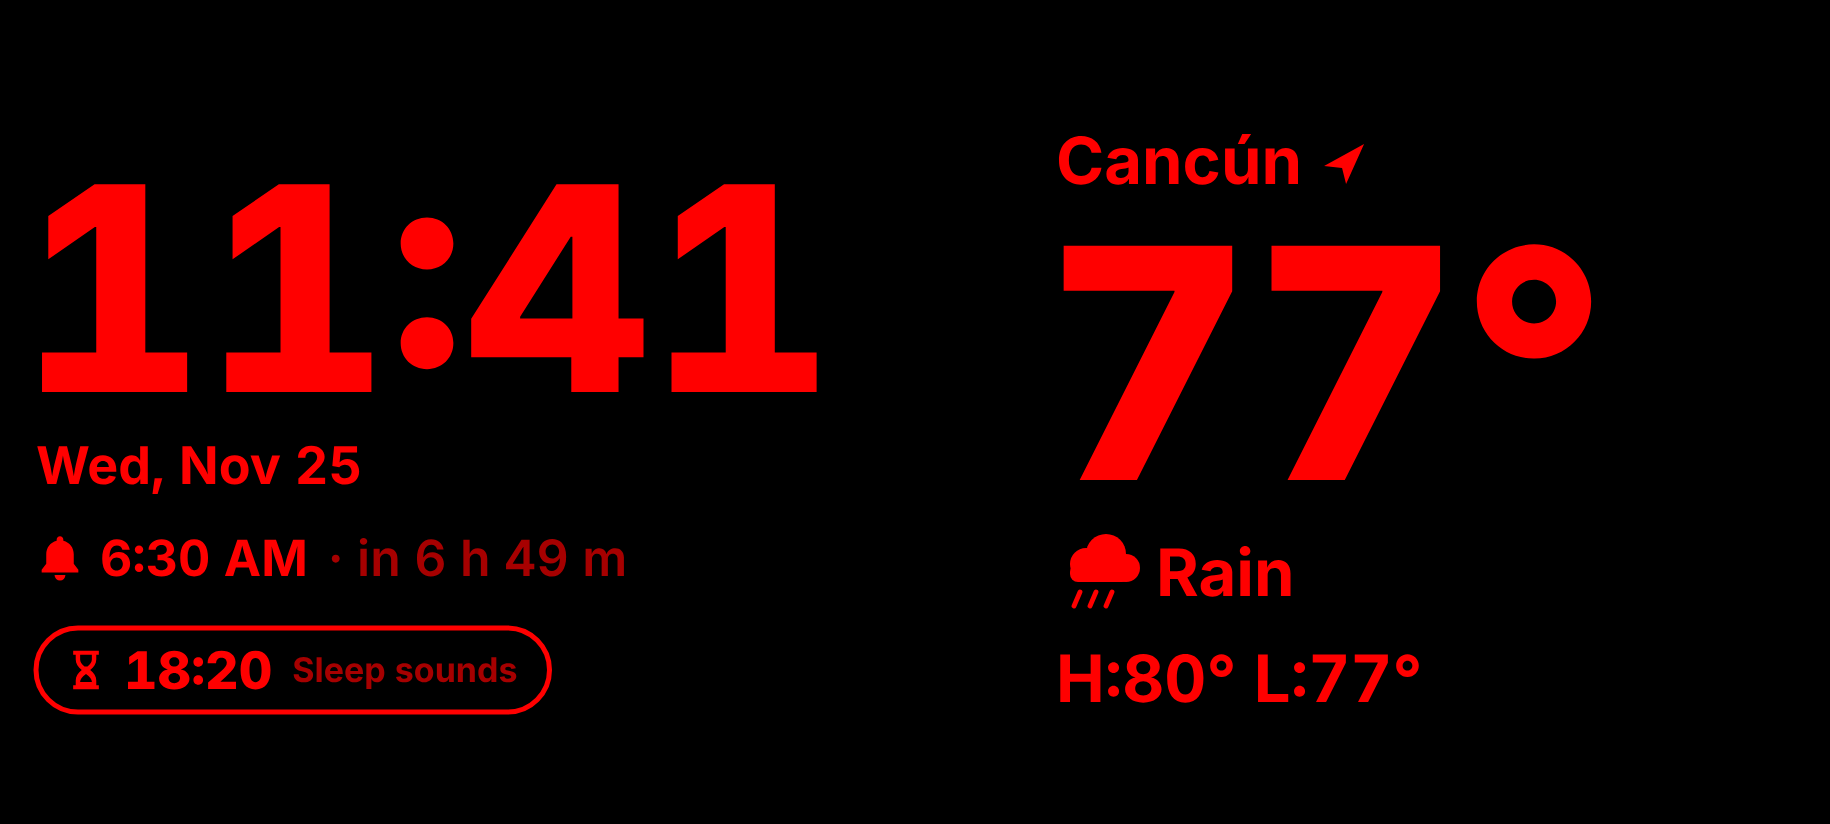 11:41
Wed, Nov 25
6:30 AM · in 6 h 49 m
18:20 Sleep sounds
Cancún
77°
Rain
H:80° L:77°